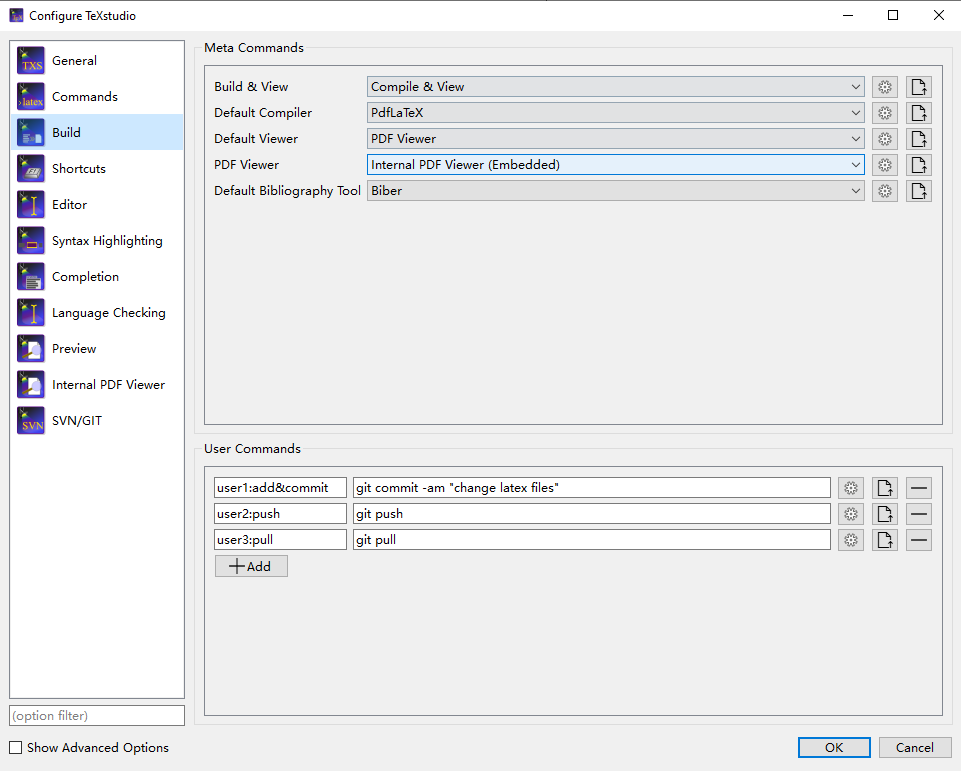 Configure TeXstudio
General
Commands
Build
Shortcuts
Editor
Syntax Highlighting
Completion
Language Checking
Preview
Internal PDF Viewer
SVN/GIT
(option filter)
Show Advanced Options
Meta Commands
Build & View Compile & View
Default Compiler PdfLaTeX
Default Viewer PDF Viewer
PDF Viewer Internal PDF Viewer (Embedded)
Default Bibliography Tool Biber
User Commands
user1:add&commit git commit -am "change latex files"
user2:push git push
user3:pull git pull
Add
OK Cancel